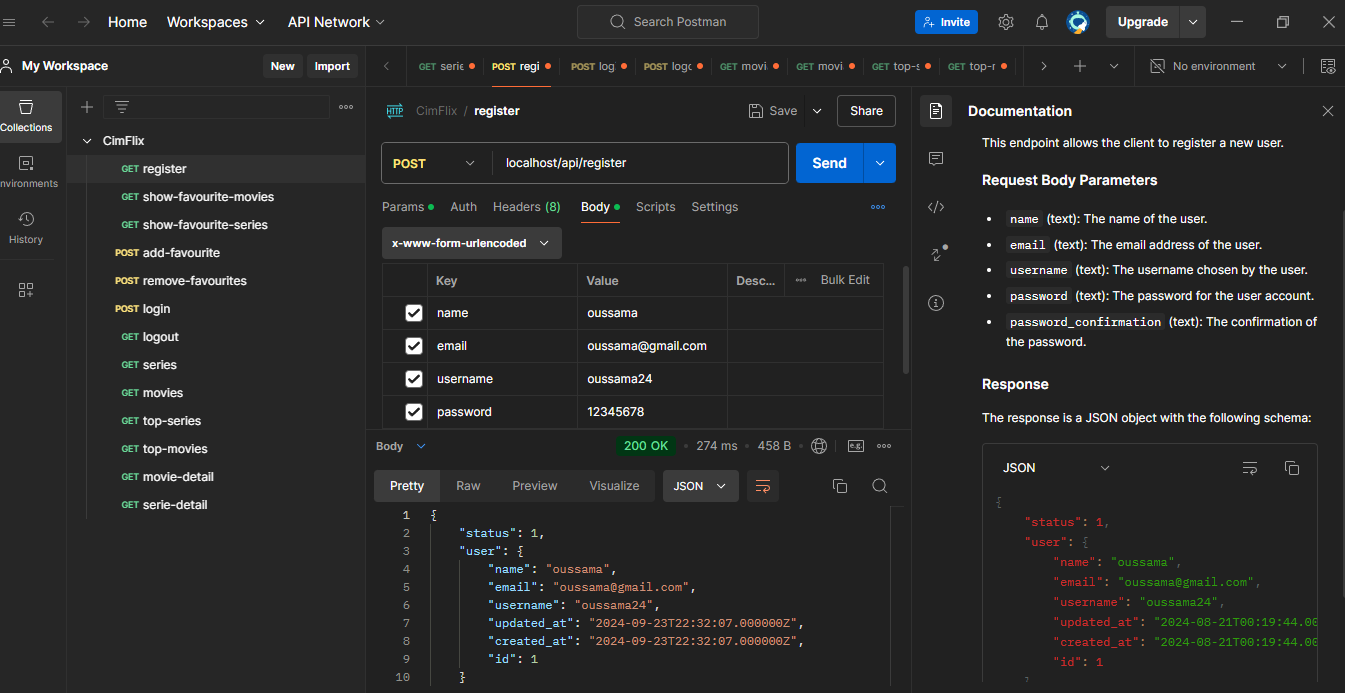 Home Workspaces API Network Search Postman Invite Upgrade
My Workspace New Import GET serie POST regi POST log POST logo GET movi GET movi. GET top-s GET top-r No environment
Collections
nvironments
History
CimFlix
GET register
GET show-favourite-movies
GET show-favourite-series
POST add-favourite
POST remove-favourites
POST login
GET logout
GET series
GET movies
GET top-series
GET top-movies
GET movie-detail
GET serie-detail
HTTP CimFlix / register Save Share
POST localhost/api/register Send
Params Auth Headers (8) Body Scripts Settings
x-www-form-urlencoded
Key Value Desc... Bulk Edit
name oussama
email oussama@gmail.com
username oussama24
password 12345678
Body 200 OK 274 ms 458 B e.g.
Pretty Raw Preview Visualize JSON
1 {
2 "status": 1,
3 "user": {
4 "name": "oussama",
5 "email": "oussama@gmail.com",
6 "username": "oussama24",
7 "updated_at": "2024-09-23T22:32:07.000000Z",
8 "created_at": "2024-09-23T22:32:07.000000Z",
9 "id": 1
10 }
Documentation
This endpoint allows the client to register a new user.
Request Body Parameters
• name (text): The name of the user.
• email (text): The email address of the user.
• username (text): The username chosen by the user.
• password (text): The password for the user account.
• password_confirmation (text): The confirmation of
the password.
Response
The response is a JSON object with the following schema:
JSON
{
"status": 1,
"user": {
"name": "oussama",
"email": "oussama@gmail.com",
"username": "oussama24",
"updated_at": "2024-08-21T00:19:44.00
"created_at": "2024-08-21T00:19:44.00
"id": 1